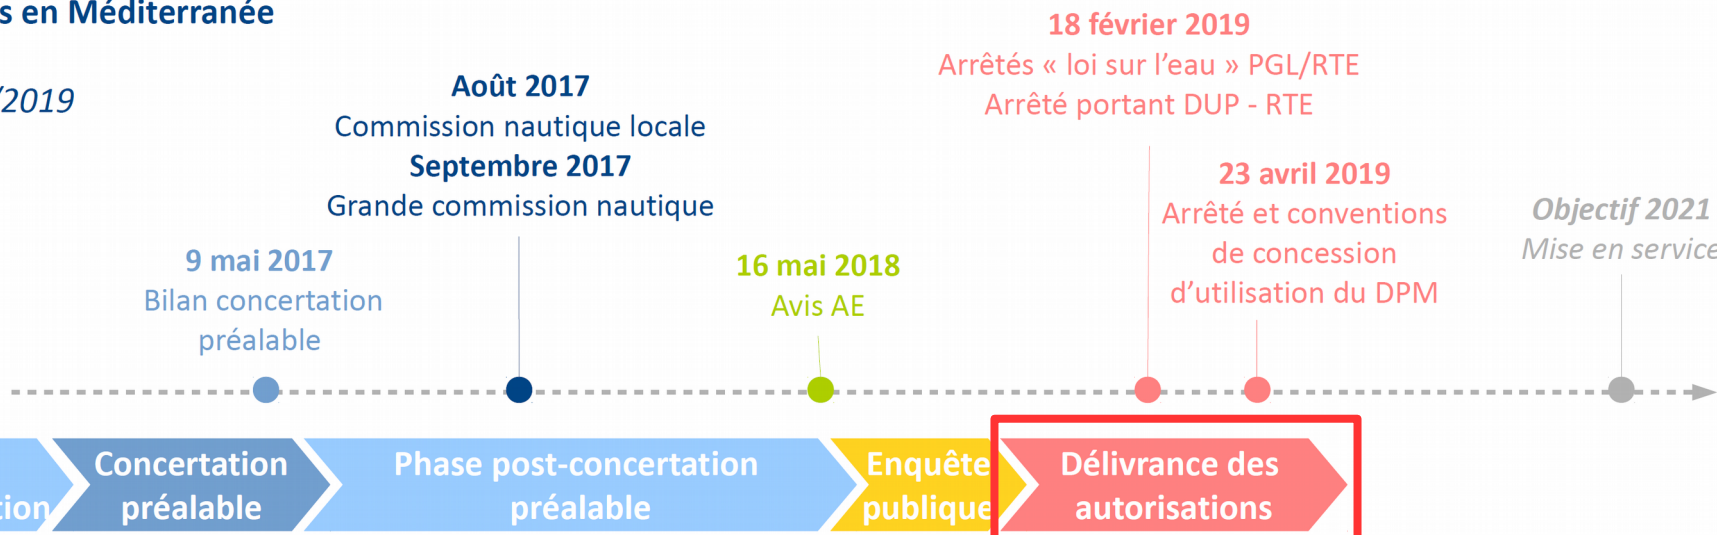 s en Méditerranée
/2019
Août 2017
Commission nautique locale
Septembre 2017
Grande commission nautique
9 mai 2017
Bilan concertation
préalable
16 mai 2018
Avis AE
18 février 2019
Arrêtés « loi sur l’eau » PGL/RTE
Arrêté portant DUP - RTE
23 avril 2019
Arrêté et conventions
de concession
d’utilisation du DPM
Objectif 2021
Mise en service
tion
Concertation
préalable
Phase post-concertation
préalable
Enquête
publique
Délivrance des
autorisations